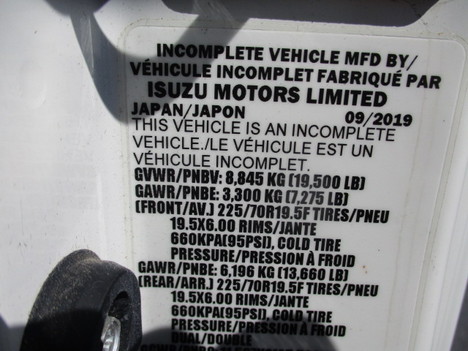 INCOMPLETE VEHICLE MFD BY/
VÉHICULE INCOMPLET FABRIQUÉ PAR
ISUZU MOTORS LIMITED
JAPAN/JAPON 09/2019
THIS VEHICLE IS AN INCOMPLETE
VEHICLE./LE VÉHICULE EST UN
VÉHICULE INCOMPLET.
GVWR/PNBV: 8,845 KG (19,500 LB)
GAWR/PNBE: 3,300 KG (7,275 LB)
(FRONT/AV.) 225/70R19.5F TIRES/PNEU
19.5X6.00 RIMS/JANTE
660KPA(95PSI), COLD TIRE
PRESSURE/PRESSION À FROID
GAWR/PNBE: 6,196 KG (13,660 LB)
(REAR/ARR.) 225/70R19.5F TIRES/PNEU
19.5X6.00 RIMS/JANTE
660KPA(95PSI), COLD TIRE
PRESSURE/PRESSION À FROID
DUAL/DOUBLE